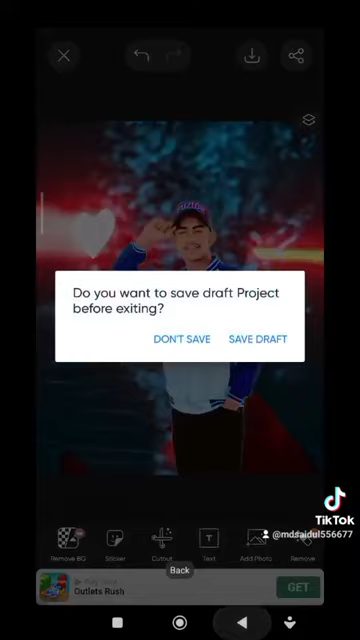 Do you want to save draft Project
before exiting?
DON'T SAVE
SAVE DRAFT
TikTok
@mdsaidul556677
Remove BG
Sticker
Cutout
Text
Add Photo
Remove
Back
Outlets Rush
GET